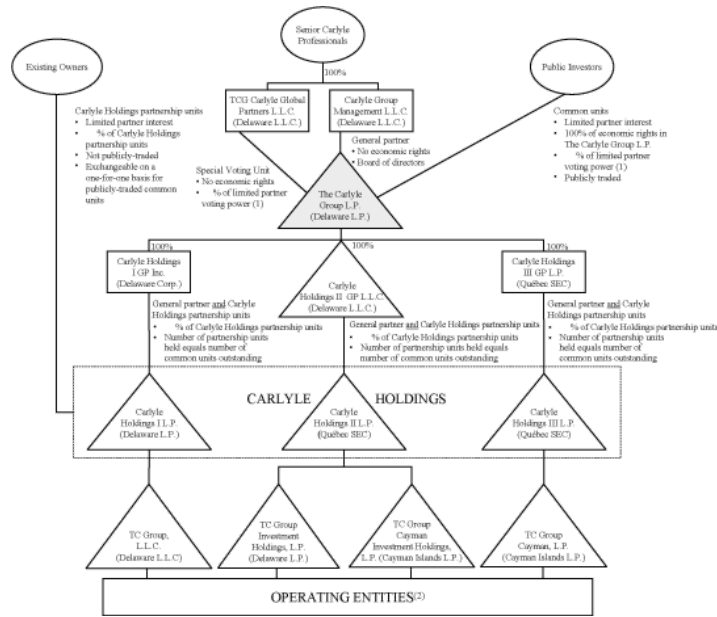 Senior Carlyle
Professionals
Existing Owners
Public Investors
100%
TCG Carlyle Global
Partners L.L.C.
(Delaware L.L.C.)
Carlyle Group
Management L.L.C.
(Delaware L.L.C.)
Carlyle Holdings partnership units
• Limited partner interest
• % of Carlyle Holdings
partnership units
• Not publicly-traded
• Exchangeable on a
one-for-one basis for
publicly-traded common
units
Special Voting Unit
• No economic rights
• % of limited partner
voting power (1)
General partner
• No economic rights
• Board of directors
Common units
• Limited partner interest
• 100% of economic rights in
The Carlyle Group L.P.
• % of limited partner
voting power (1)
• Publicly traded
The Carlyle
Group L.P.
(Delaware L.P.)
100%
100%
100%
Carlyle Holdings
I GP Inc.
(Delaware Corp.)
Carlyle
Holdings II GP L.L.C.
(Delaware L.L.C.)
Carlyle Holdings
III GP L.P.
(Québec SEC)
General partner and Carlyle
Holdings partnership units
• % of Carlyle Holdings partnership units
• Number of partnership units
held equals number of
common units outstanding
General partner and Carlyle Holdings partnership units
• % of Carlyle Holdings partnership units
• Number of partnership units held equals
number of common units outstanding
General partner and Carlyle
Holdings partnership units
• % of Carlyle Holdings partnership units
• Number of partnership units
held equals number of
common units outstanding
CARLYLE HOLDINGS
Carlyle
Holdings I L.P.
(Delaware L.P.)
Carlyle
Holdings II L.P.
(Québec SEC)
Carlyle
Holdings III L.P.
(Québec SEC)
TC Group,
L.L.C.
(Delaware L.L.C)
TC Group
Investment
Holdings, L.P.
(Delaware L.P.)
TC Group
Cayman
Investment Holdings,
L.P. (Cayman Islands L.P.)
TC Group
Cayman, L.P.
(Cayman Islands L.P.)
OPERATING ENTITIES(2)